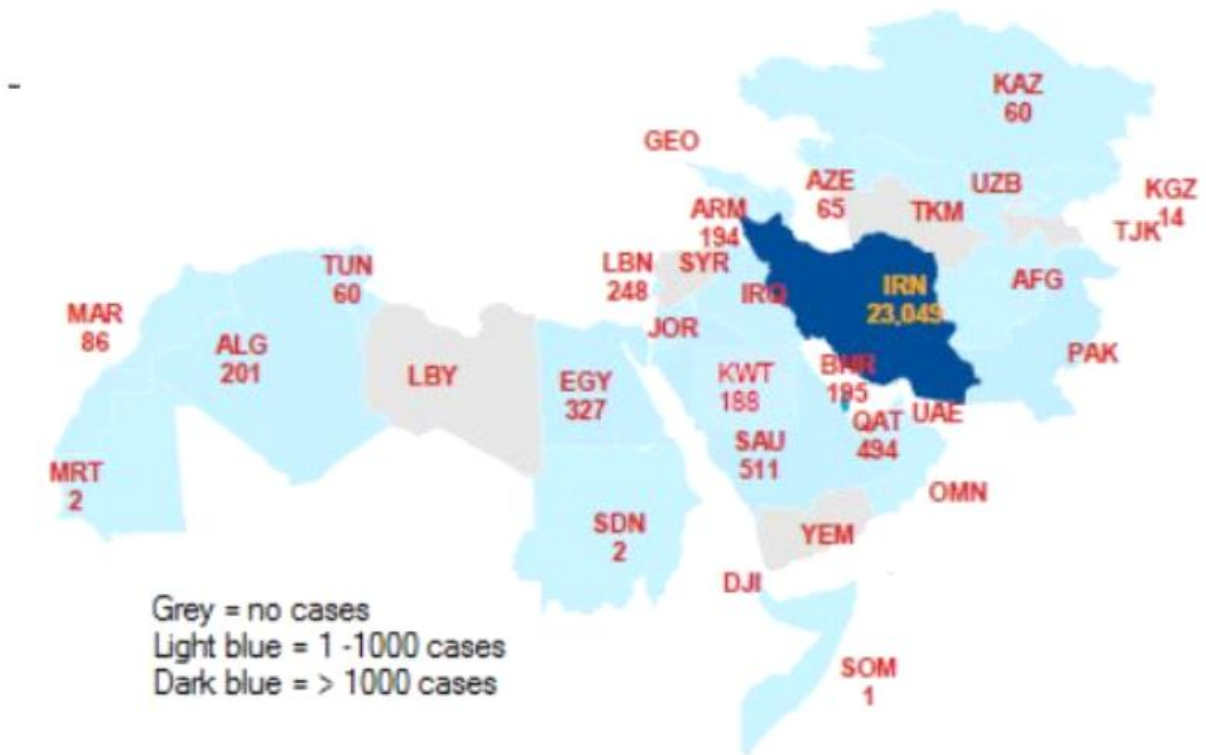 -
KAZ
60
GEO
AZE
65
UZB
KGZ
14
ARM
194
TKM
TJK
TUN
60
LBN
248
SYR
IRQ
IRN
23,049
AFG
MAR
86
ALG
201
LBY
JOR
EGY
327
KWT
188
BHR
195
PAK
QAT
494
UAE
SAU
511
MRT
2
OMN
SDN
2
YEM
DJI
SOM
1
Grey = no cases
Light blue = 1 -1000 cases
Dark blue = > 1000 cases